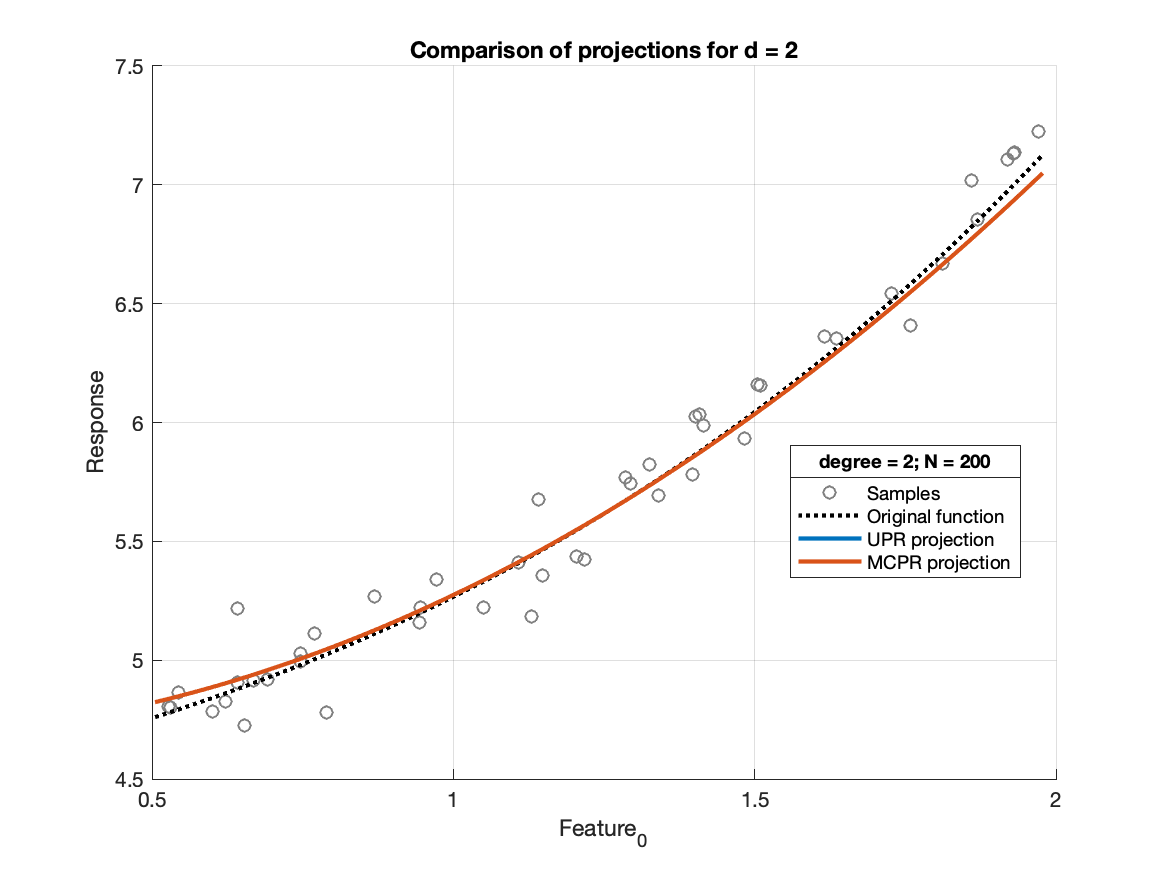 Comparison of projections for d = 2
7.5
7
6.5
6
5.5
5
4.5
Response
0.5
1
1.5
2
Feature0
degree = 2; N = 200
Samples
Original function
UPR projection
MCPR projection